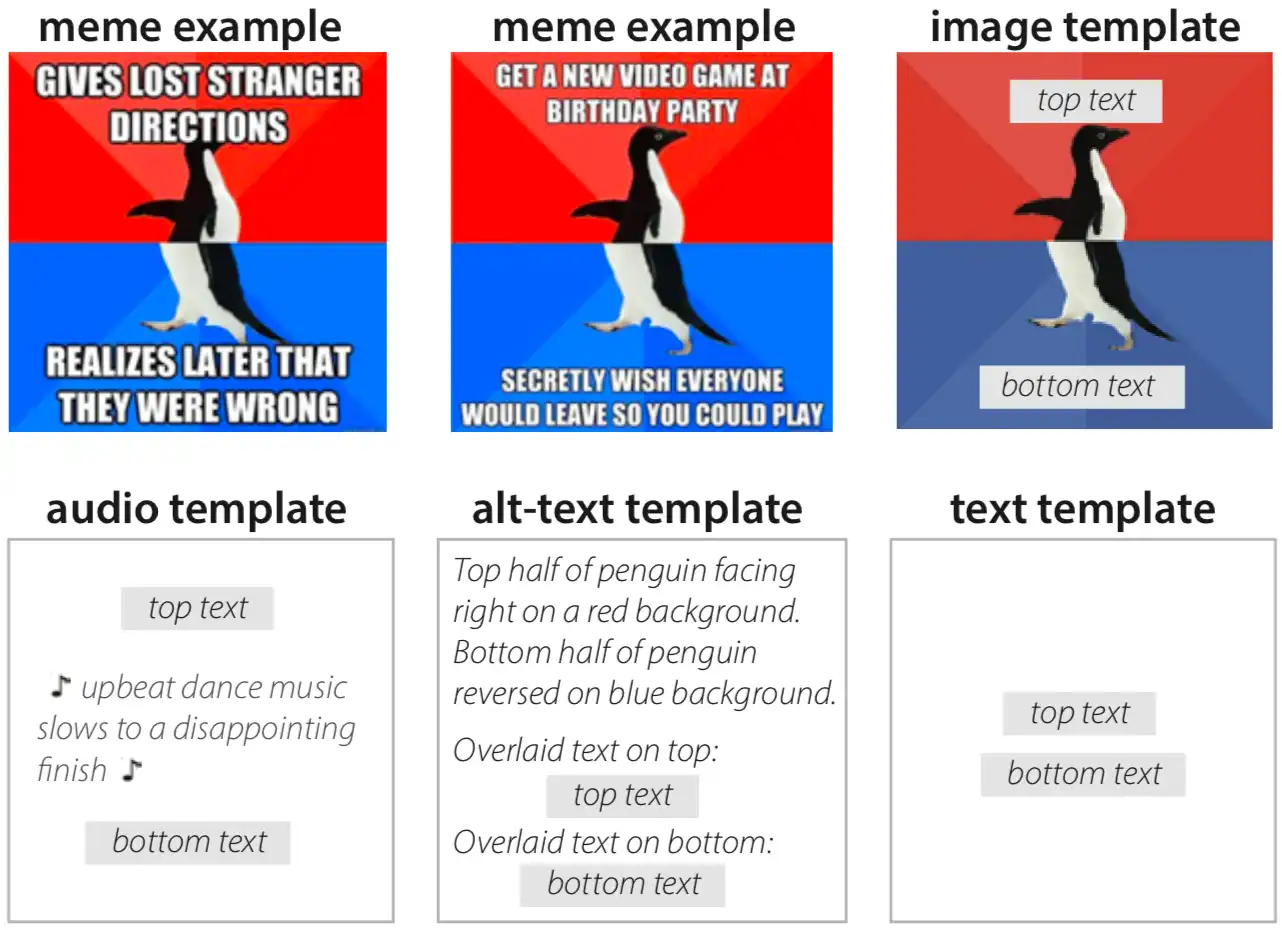 meme example
GIVES LOST STRANGER
DIRECTIONS
REALIZES LATER THAT
THEY WERE WRONG
meme example
GET A NEW VIDEO GAME AT
BIRTHDAY PARTY
SECRETLY WISH EVERYONE
WOULD LEAVE SO YOU COULD PLAY
image template
top text
bottom text
audio template
top text
♪ upbeat dance music
slows to a disappointing
finish ♪
bottom text
alt-text template
Top half of penguin facing
right on a red background.
Bottom half of penguin
reversed on blue background.
Overlaid text on top:
top text
Overlaid text on bottom:
bottom text
text template
top text
bottom text